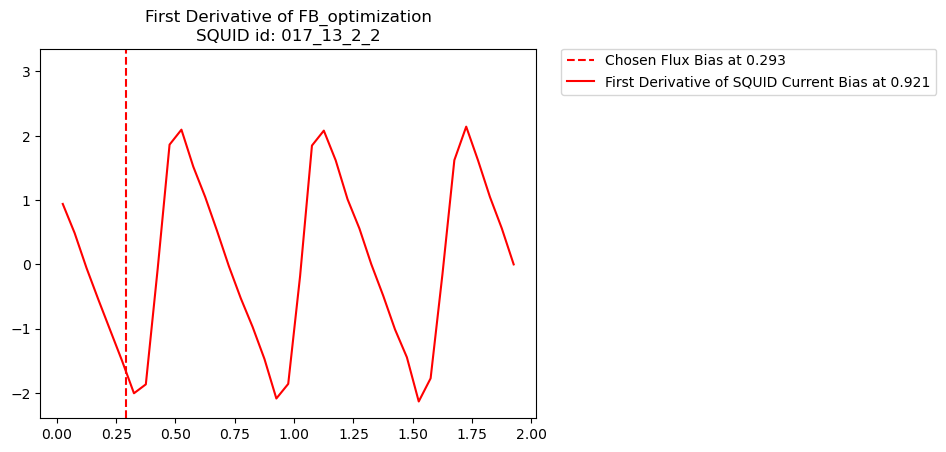 First Derivative of FB_optimization
SQUID id: 017_13_2_2
Chosen Flux Bias at 0.293
First Derivative of SQUID Current Bias at 0.921
3
2
1
0
−1
−2
0.00 0.25 0.50 0.75 1.00 1.25 1.50 1.75 2.00